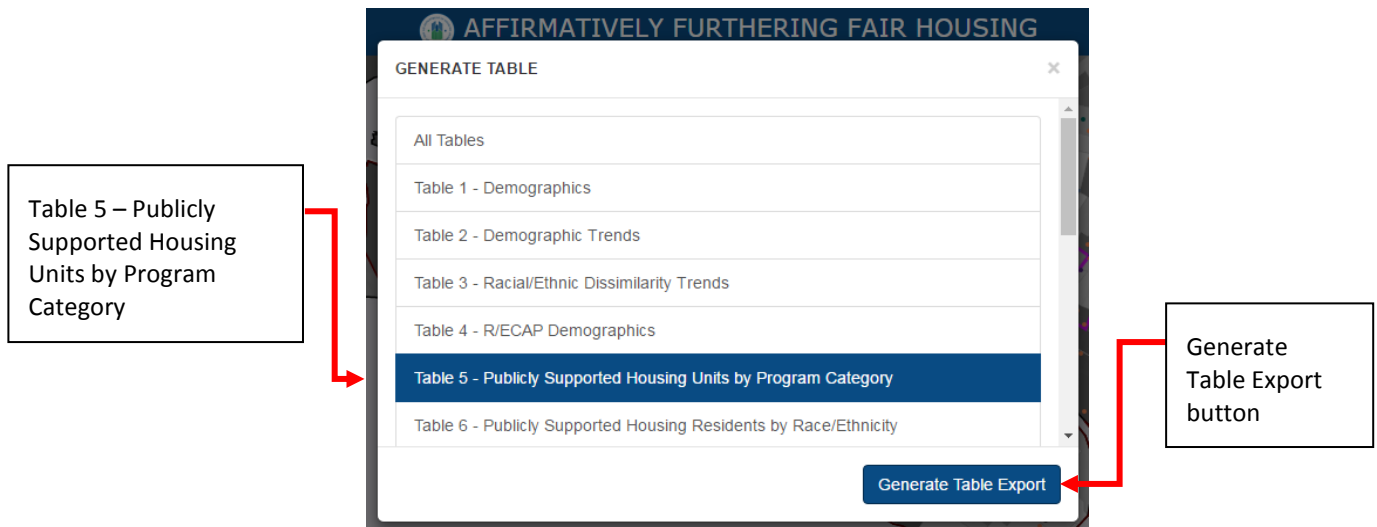 AFFIRMATIVELY FURTHERING FAIR HOUSING
GENERATE TABLE
×
All Tables
Table 1 - Demographics
Table 2 - Demographic Trends
Table 3 - Racial/Ethnic Dissimilarity Trends
Table 4 - R/ECAP Demographics
Table 5 - Publicly Supported Housing Units by Program Category
Table 6 - Publicly Supported Housing Residents by Race/Ethnicity
Generate Table Export
Table 5 – Publicly
Supported Housing
Units by Program
Category
Generate
Table Export
button